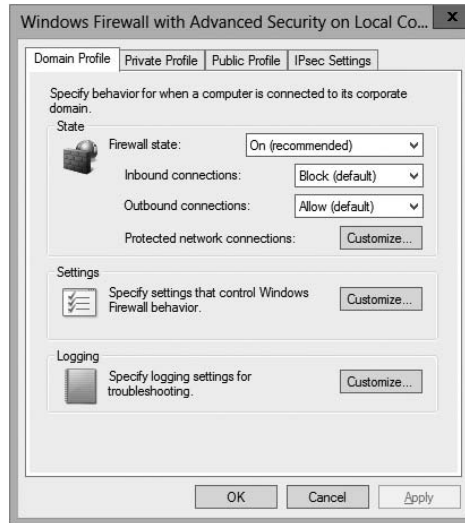 Windows Firewall with Advanced Security on Local Co... x
Domain Profile Private Profile Public Profile IPsec Settings
Specify behavior for when a computer is connected to its corporate
domain.
State
Firewall state: On (recommended)
Inbound connections: Block (default)
Outbound connections: Allow (default)
Protected network connections: Customize...
Settings
Specify settings that control Windows
Firewall behavior.
Customize...
Logging
Specify logging settings for
troubleshooting.
Customize...
OK Cancel Apply